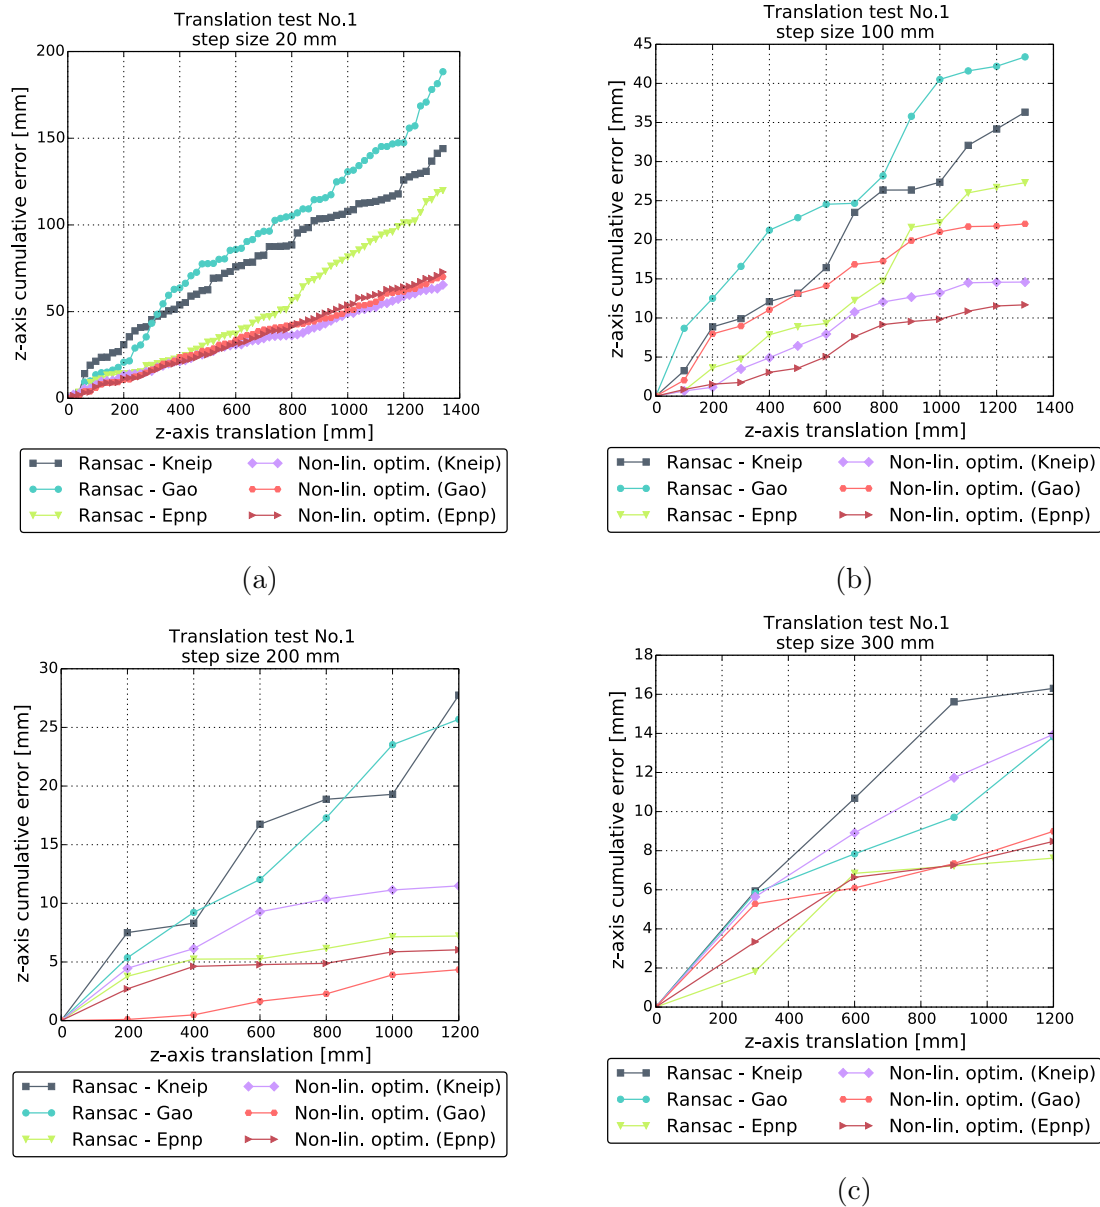 Translation test No.1
step size 20 mm
200
150
100
50
0
z-axis cumulative error [mm]
0 200 400 600 800 1000 1200 1400
z-axis translation [mm]
Ransac - Kneip Non-lin. optim. (Kneip)
Ransac - Gao Non-lin. optim. (Gao)
Ransac - Epnp Non-lin. optim. (Epnp)
(a)
Translation test No.1
step size 100 mm
45
40
35
30
25
20
15
10
5
0
z-axis cumulative error [mm]
0 200 400 600 800 1000 1200 1400
z-axis translation [mm]
Ransac - Kneip Non-lin. optim. (Kneip)
Ransac - Gao Non-lin. optim. (Gao)
Ransac - Epnp Non-lin. optim. (Epnp)
(b)
Translation test No.1
step size 200 mm
30
25
20
15
10
5
0
z-axis cumulative error [mm]
0 200 400 600 800 1000 1200
z-axis translation [mm]
Ransac - Kneip Non-lin. optim. (Kneip)
Ransac - Gao Non-lin. optim. (Gao)
Ransac - Epnp Non-lin. optim. (Epnp)
Translation test No.1
step size 300 mm
18
16
14
12
10
8
6
4
2
0
z-axis cumulative error [mm]
0 200 400 600 800 1000 1200
z-axis translation [mm]
Ransac - Kneip Non-lin. optim. (Kneip)
Ransac - Gao Non-lin. optim. (Gao)
Ransac - Epnp Non-lin. optim. (Epnp)
(c)